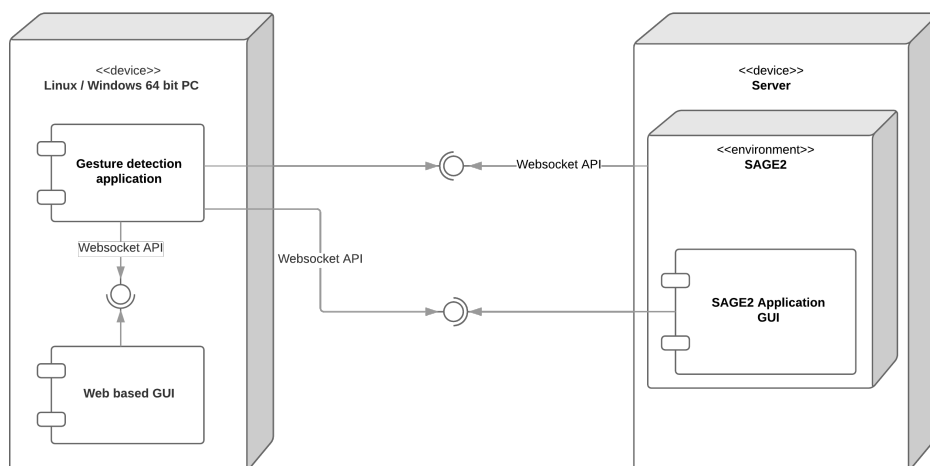 <<device>>
Linux / Windows 64 bit PC
Gesture detection
application
Websocket API
Web based GUI
Websocket API
Websocket API
<<device>>
Server
<<environment>>
SAGE2
SAGE2 Application
GUI